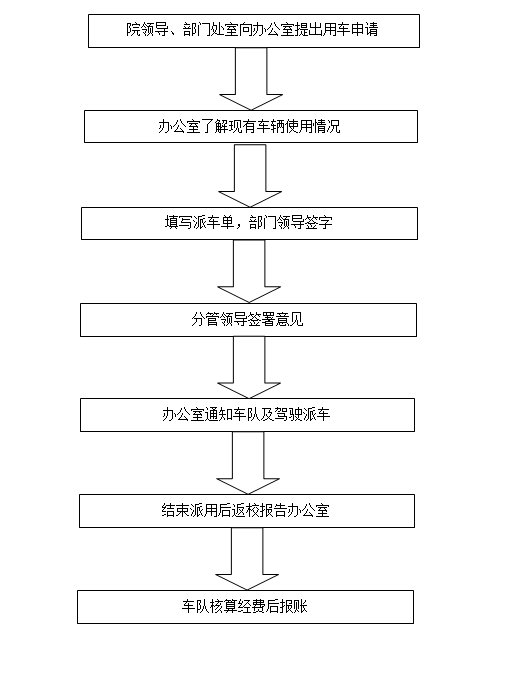 院领导、部门处室向办公室提出用车申请
办公室了解现有车辆使用情况
填写派车单，部门领导签字
分管领导签署意见
办公室通知车队及驾驶派车
结束派用后返校报告办公室
车队核算经费后报账